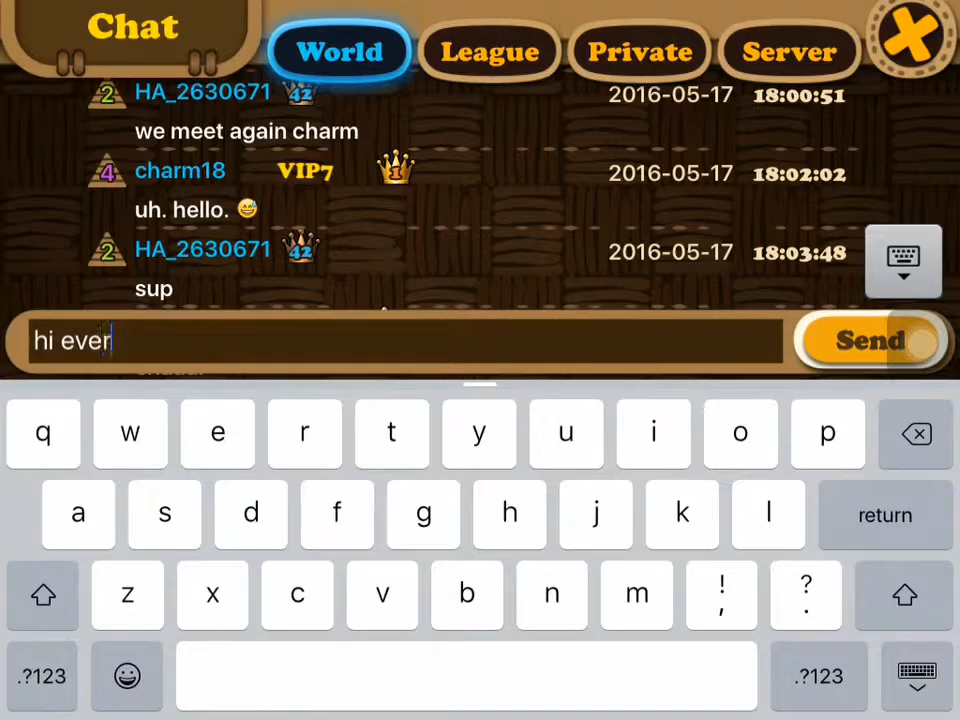 Chat World League Private Server
2 HA_2630671 42 2016-05-17 18:00:51
we meet again charm
4 charm18 VIP7 1 2016-05-17 18:02:02
uh. hello. 😅
2 HA_2630671 42 2016-05-17 18:03:48
sup
hi ever Send
q w e r t y u i o p
a s d f g h j k l return
z x c v b n m ! , ? .
.?123 .?123